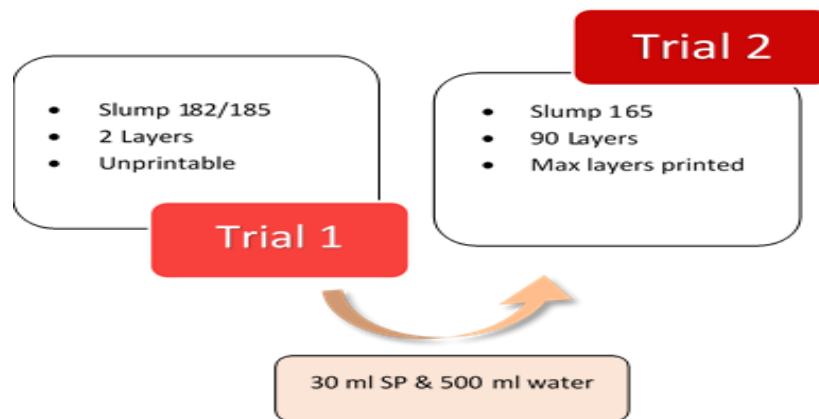 Trial 2
• Slump 182/185
• 2 Layers
• Unprintable
• Slump 165
• 90 Layers
• Max layers printed
Trial 1
30 ml SP & 500 ml water